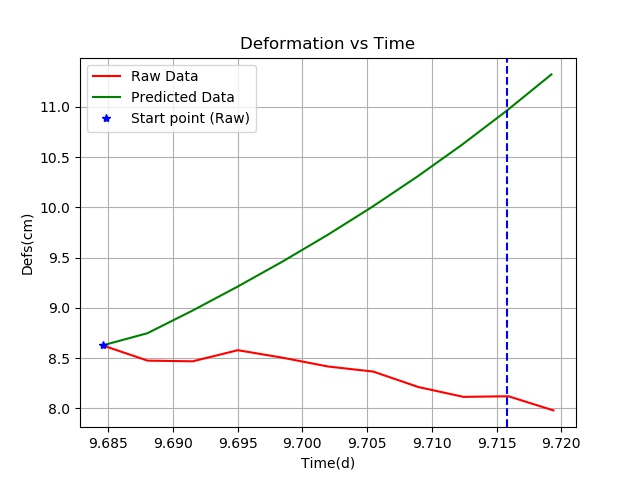 Deformation vs Time
Raw Data
Predicted Data
Start point (Raw)
Defs(cm)
11.0
10.5
10.0
9.5
9.0
8.5
8.0
9.685 9.690 9.695 9.700 9.705 9.710 9.715 9.720
Time(d)